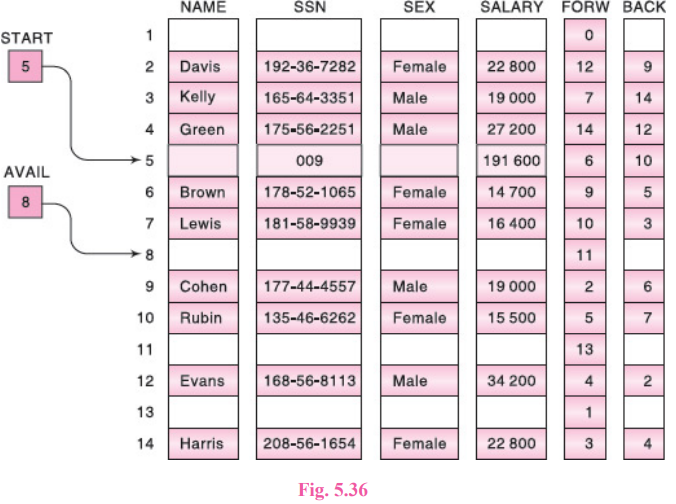 NAME SSN SEX SALARY FORW BACK
START
1 0
5 2 Davis 192-36-7282 Female 22 800 12 9
3 Kelly 165-64-3351 Male 19 000 7 14
4 Green 175-56-2251 Male 27 200 14 12
5 009 191 600 6 10
AVAIL
8 6 Brown 178-52-1065 Female 14 700 9 5
7 Lewis 181-58-9939 Female 16 400 10 3
8 11
9 Cohen 177-44-4557 Male 19 000 2 6
10 Rubin 135-46-6262 Female 15 500 5 7
11 13
12 Evans 168-56-8113 Male 34 200 4 2
13 1
14 Harris 208-56-1654 Female 22 800 3 4
Fig. 5.36